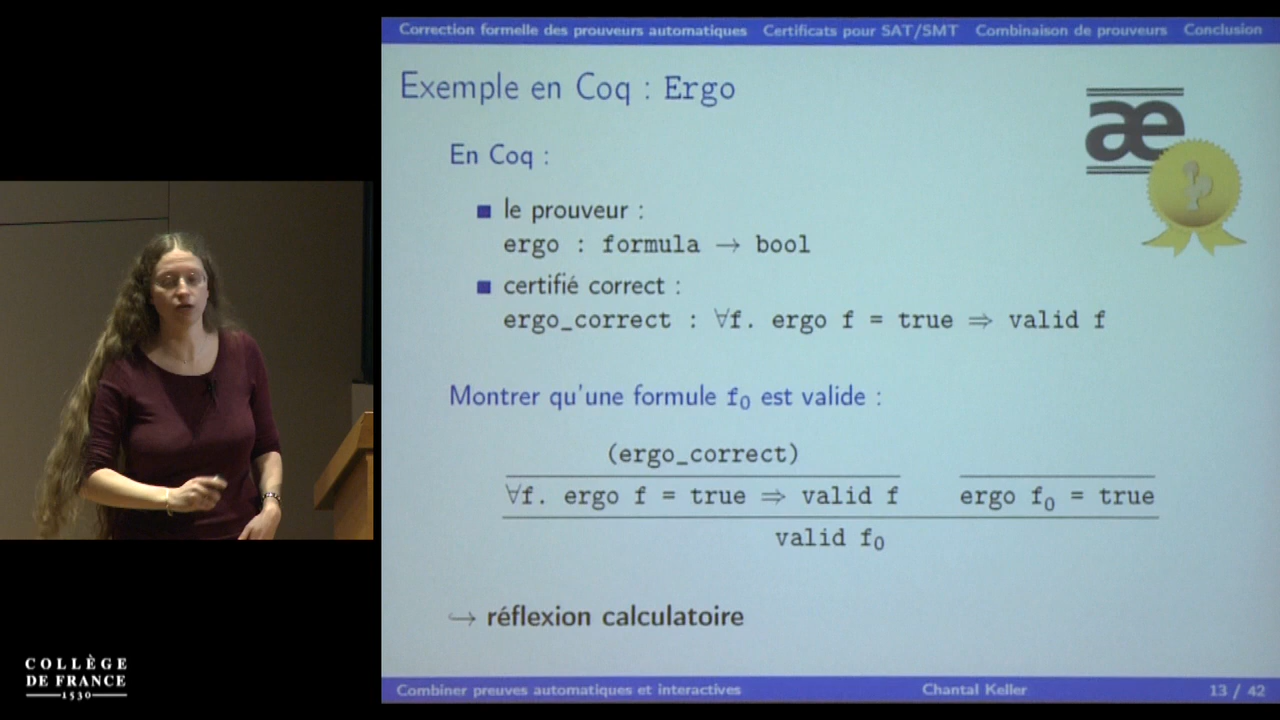 Correction formelle des prouveurs automatiques Certificats pour SAT/SMT Combinaison de prouveurs Conclusion
Exemple en Coq : Ergo
æ
En Coq :
le prouveur :
ergo : formula → bool
certifié correct :
ergo_correct : ∀f. ergo f = true ⇒ valid f
Montrer qu'une formule f₀ est valide :
(ergo_correct)
∀f. ergo f = true ⇒ valid f ergo f₀ = true
valid f₀
↪ réflexion calculatoire
Combiner preuves automatiques et interactives Chantal Keller 13 / 42
COLLÈGE
DE FRANCE
1530